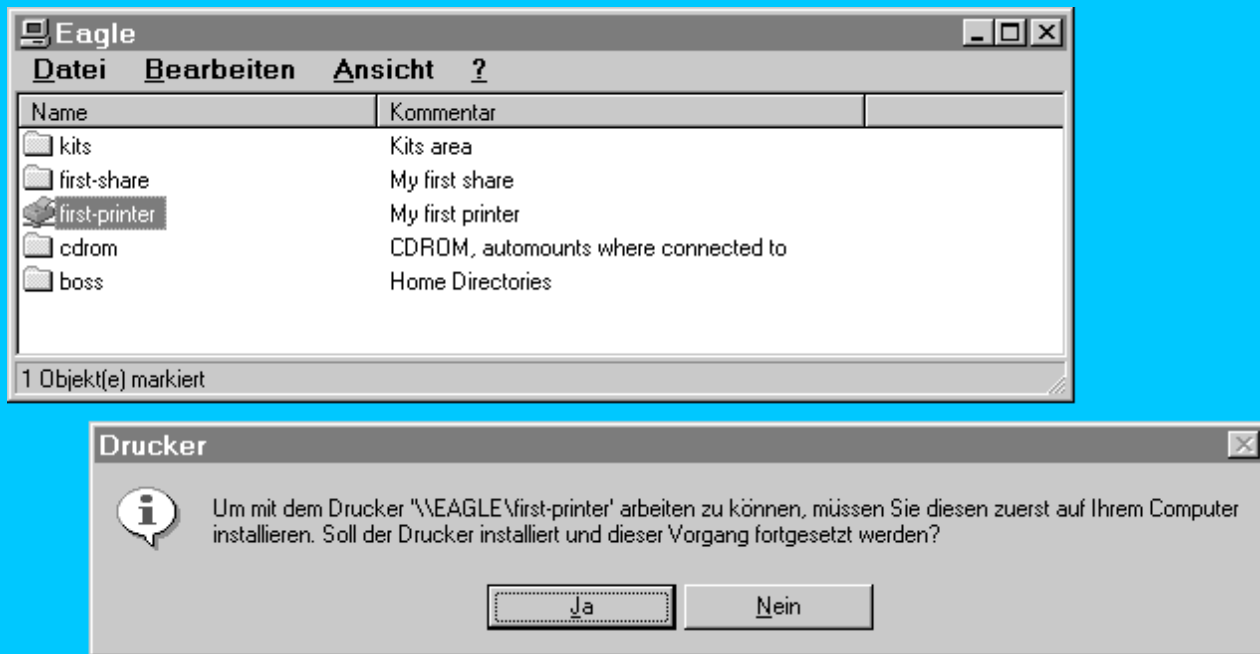 Eagle
Datei Bearbeiten Ansicht ?
Name Kommentar
kits Kits area
first-share My first share
first-printer My first printer
cdrom CDROM, automounts where connected to
boss Home Directories
1 Objekt(e) markiert
Drucker
Um mit dem Drucker '\\EAGLE\first-printer' arbeiten zu können, müssen Sie diesen zuerst auf Ihrem Computer
installieren. Soll der Drucker installiert und dieser Vorgang fortgesetzt werden?
Ja Nein